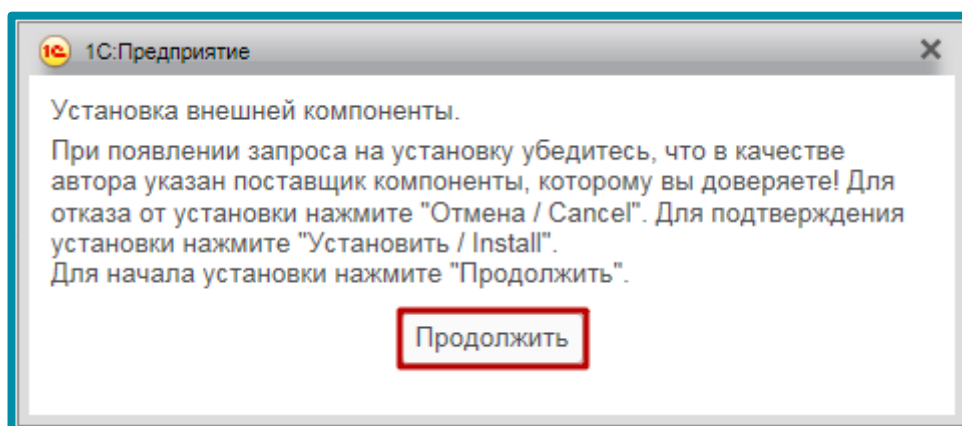 1С 1С:Предприятие
Установка внешней компоненты.
При появлении запроса на установку убедитесь, что в качестве
автора указан поставщик компоненты, которому вы доверяете! Для
отказа от установки нажмите "Отмена / Cancel". Для подтверждения
установки нажмите "Установить / Install".
Для начала установки нажмите "Продолжить".
Продолжить